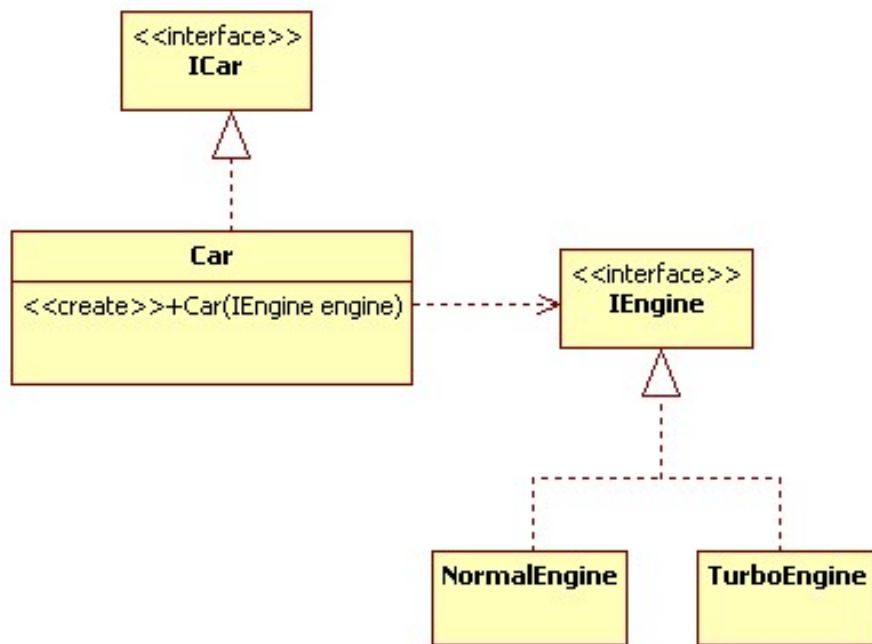 <<interface>>
ICar
Car
<<create>>+Car(IEngine engine)
<<interface>>
IEngine
NormalEngine
TurboEngine